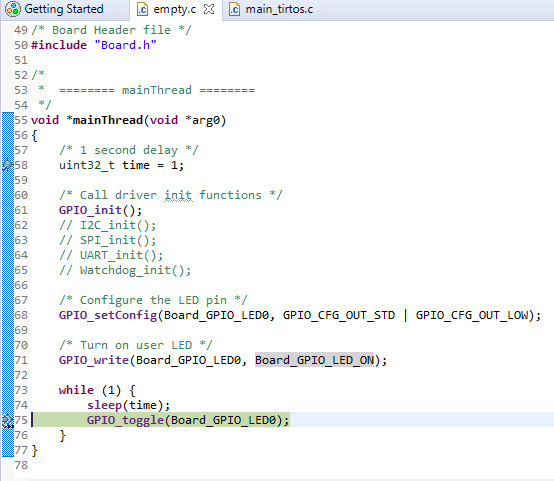 Getting Started
empty.c
main_tirtos.c
49 /* Board Header file */
50 #include "Board.h"
51
52 /*
53  *  ======== mainThread ========
54  */
55 void *mainThread(void *arg0)
56 {
57     /* 1 second delay */
58     uint32_t time = 1;
59
60     /* Call driver init functions */
61     GPIO_init();
62     // I2C_init();
63     // SPI_init();
64     // UART_init();
65     // Watchdog_init();
66
67     /* Configure the LED pin */
68     GPIO_setConfig(Board_GPIO_LED0, GPIO_CFG_OUT_STD | GPIO_CFG_OUT_LOW);
69
70     /* Turn on user LED */
71     GPIO_write(Board_GPIO_LED0, Board_GPIO_LED_ON);
72
73     while (1) {
74         sleep(time);
75         GPIO_toggle(Board_GPIO_LED0);
76     }
77 }
78